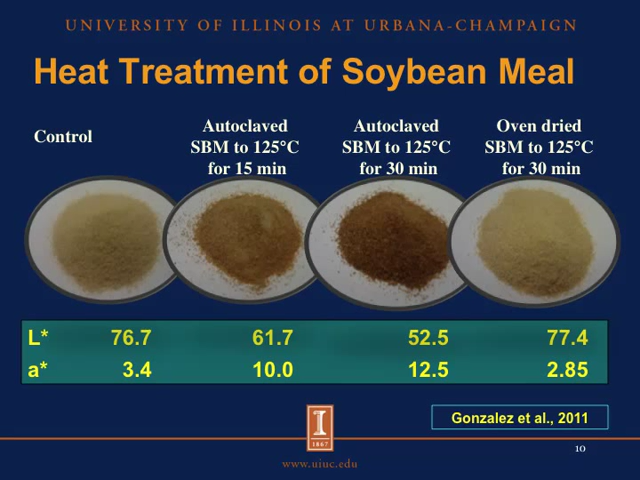 UNIVERSITY OF ILLINOIS AT URBANA-CHAMPAIGN
Heat Treatment of Soybean Meal
Control
Autoclaved
SBM to 125°C
for 15 min
Autoclaved
SBM to 125°C
for 30 min
Oven dried
SBM to 125°C
for 30 min
L* 76.7 61.7 52.5 77.4
a* 3.4 10.0 12.5 2.85
Gonzalez et al., 2011
I
1867
10
www.uiuc.edu